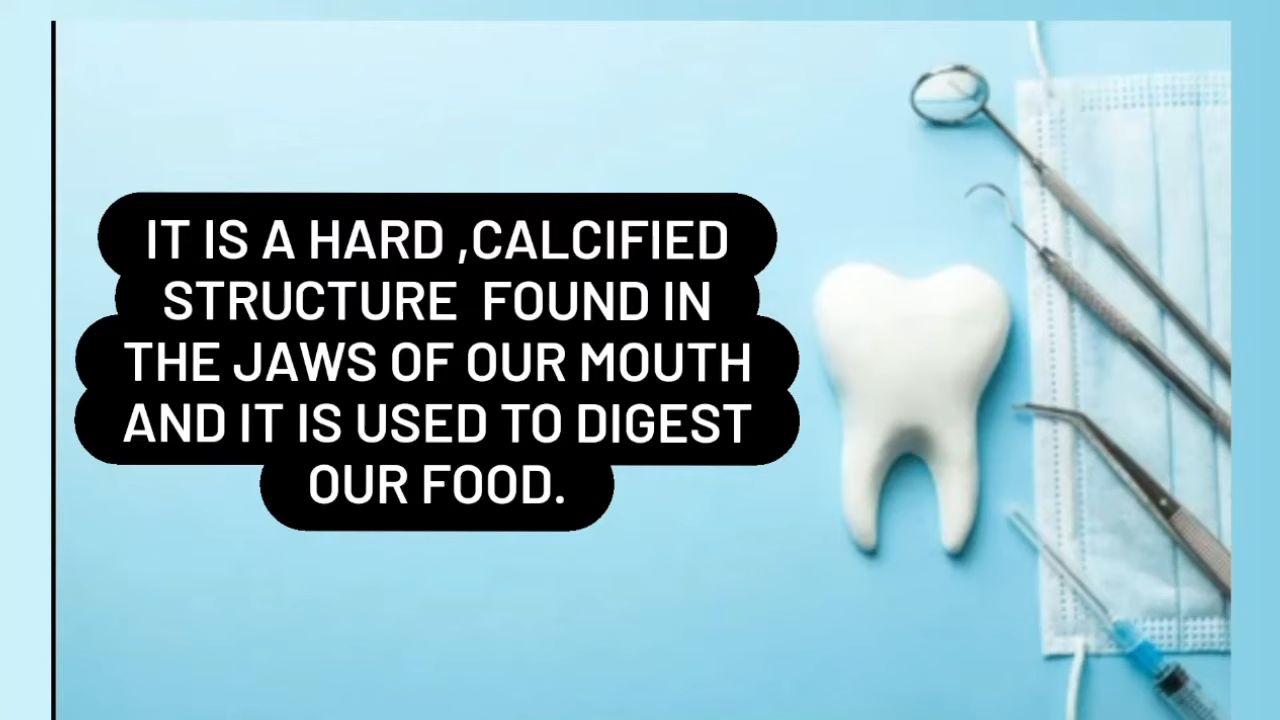 IT IS A HARD ,CALCIFIED
STRUCTURE  FOUND IN
THE JAWS OF OUR MOUTH
AND IT IS USED TO DIGEST
OUR FOOD.